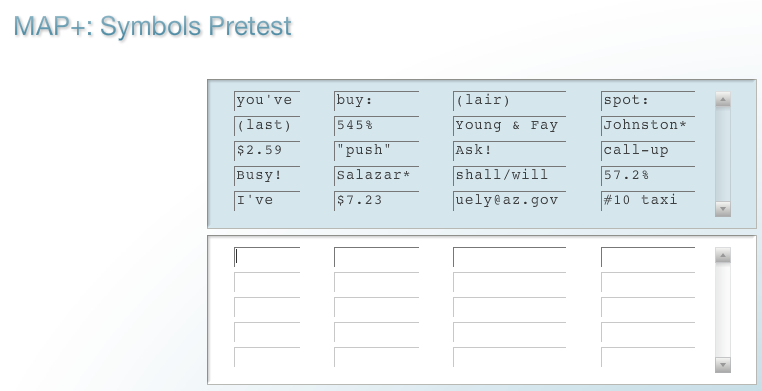 MAP+: Symbols Pretest
you've buy: (lair) spot:
(last) 545% Young & Fay Johnston*
$2.59 "push" Ask! call-up
Busy! Salazar* shall/will 57.2%
I've $7.23 uely@az.gov #10 taxi